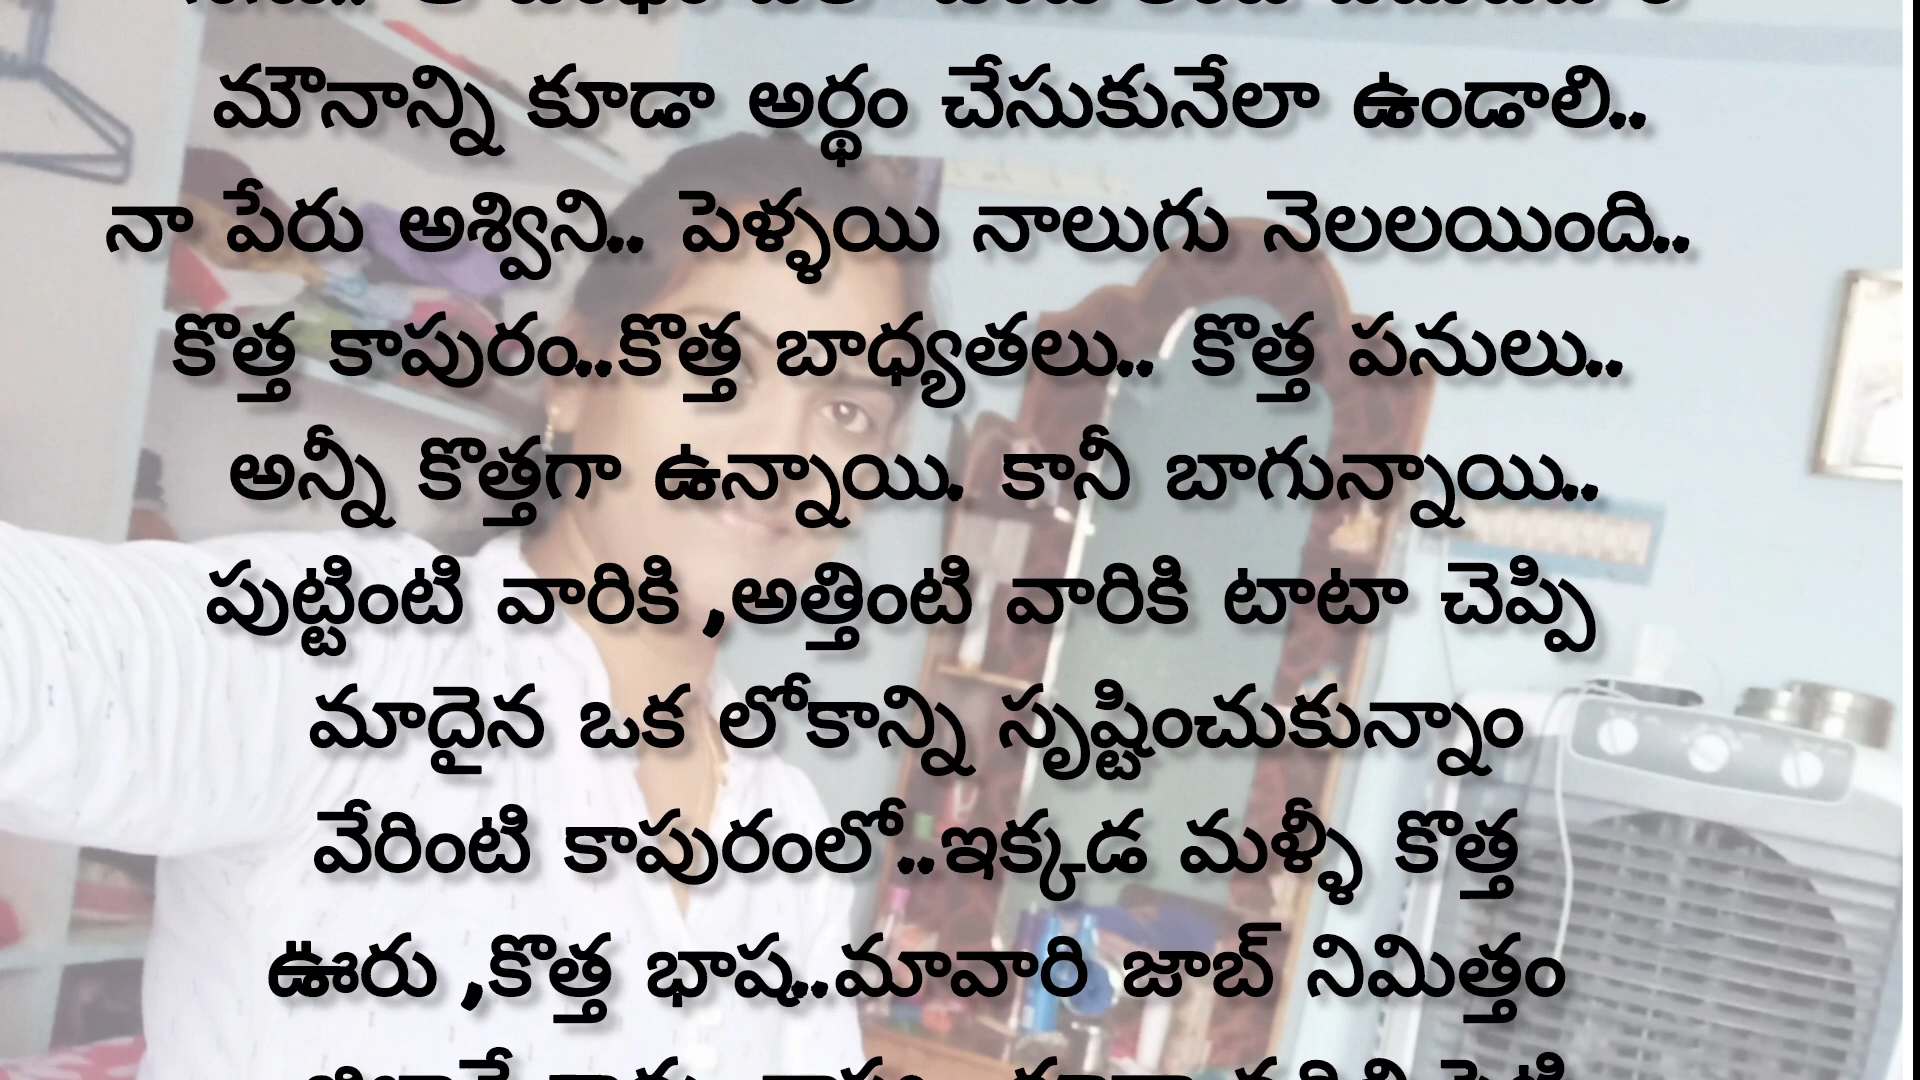 మౌనాన్ని కూడా అర్థం చేసుకునేలా ఉండాలి..
నా పేరు అశ్విని.. పెళ్ళయి నాలుగు నెలలయింది..
కొత్త కాపురం..కొత్త బాధ్యతలు.. కొత్త పనులు..
అన్నీ కొత్తగా ఉన్నాయి. కానీ బాగున్నాయి..
పుట్టింటి వారికి ,అత్తింటి వారికి టాటా చెప్పి
మాదైన ఒక లోకాన్ని సృష్టించుకున్నాం
వేరింటి కాపురంలో ..ఇక్కడ మళ్ళీ కొత్త
ఊరు ,కొత్త భాష..మావారి జాబ్ నిమిత్తం